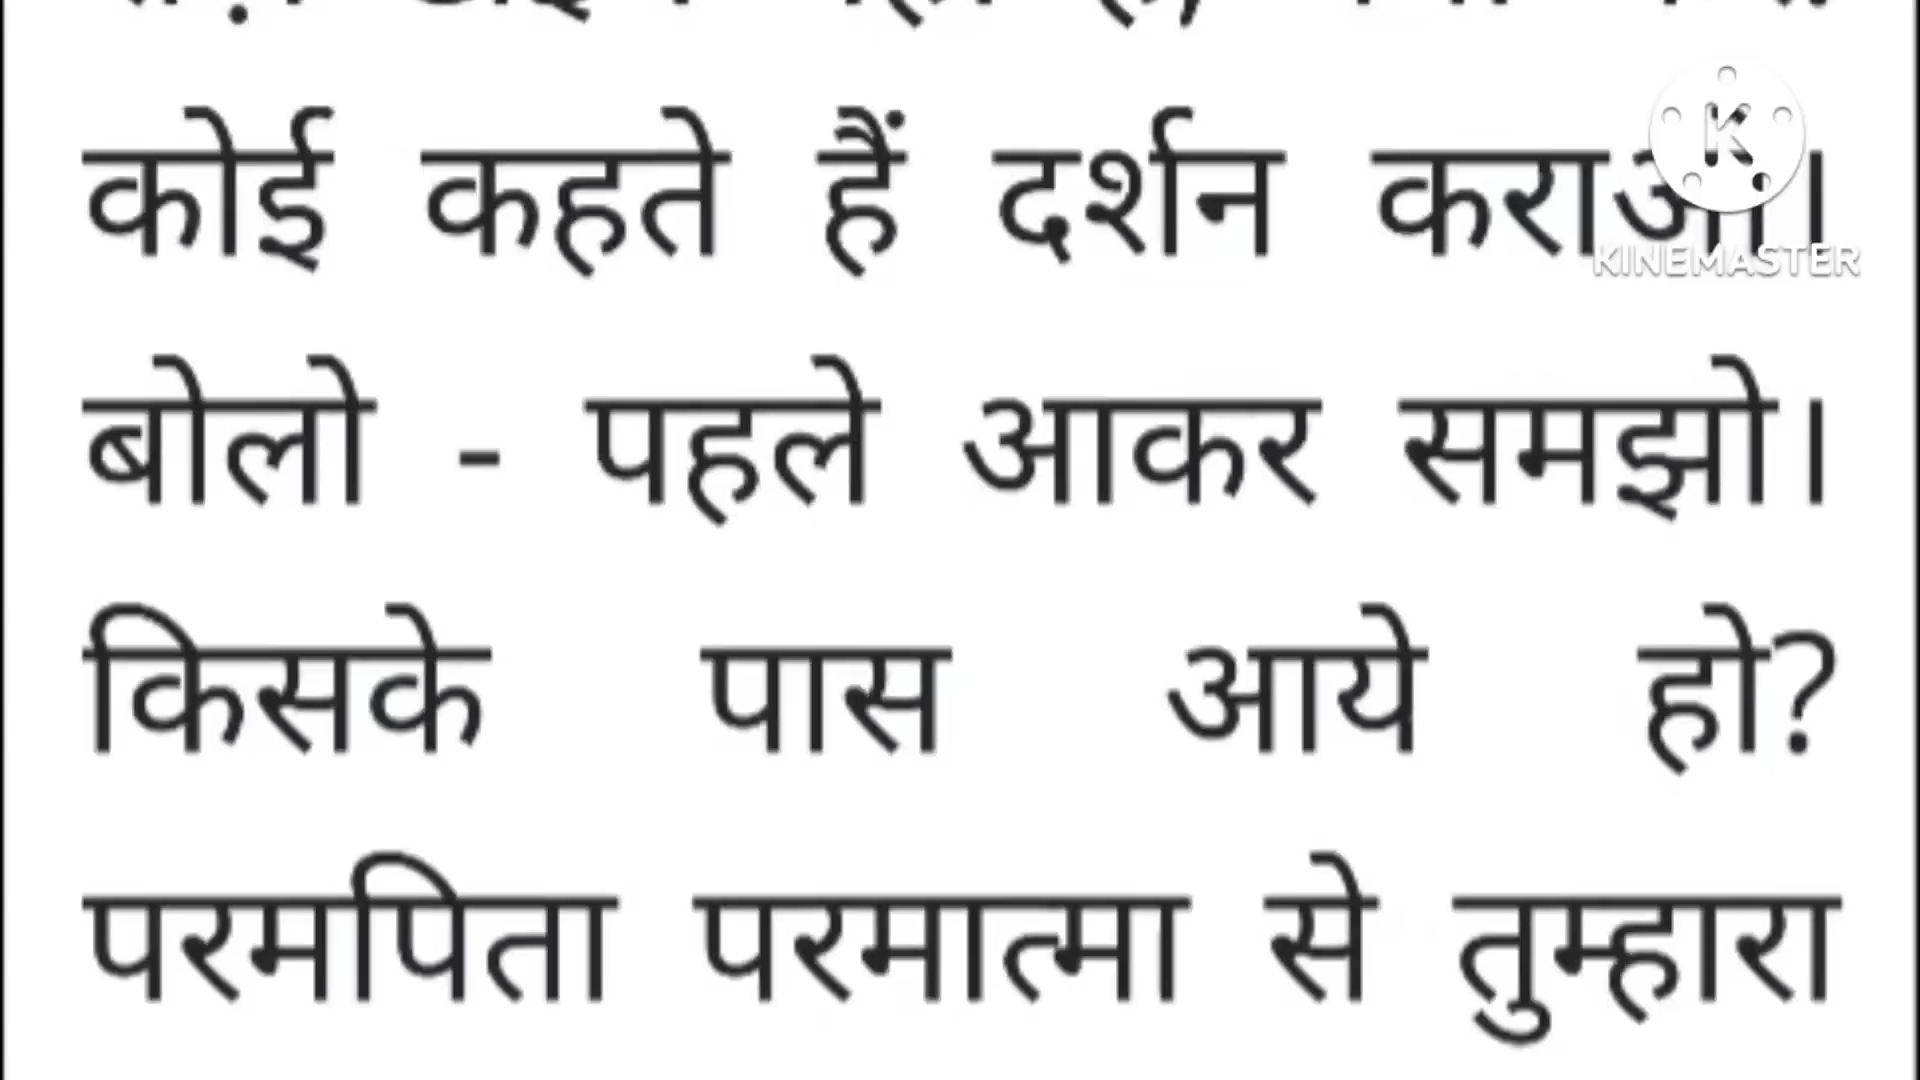 कोई कहते हैं दर्शन कराओ।
KINEMASTER
बोलो - पहले आकर समझो।
किसके पास आये हो?
परमपिता परमात्मा से तुम्हारा